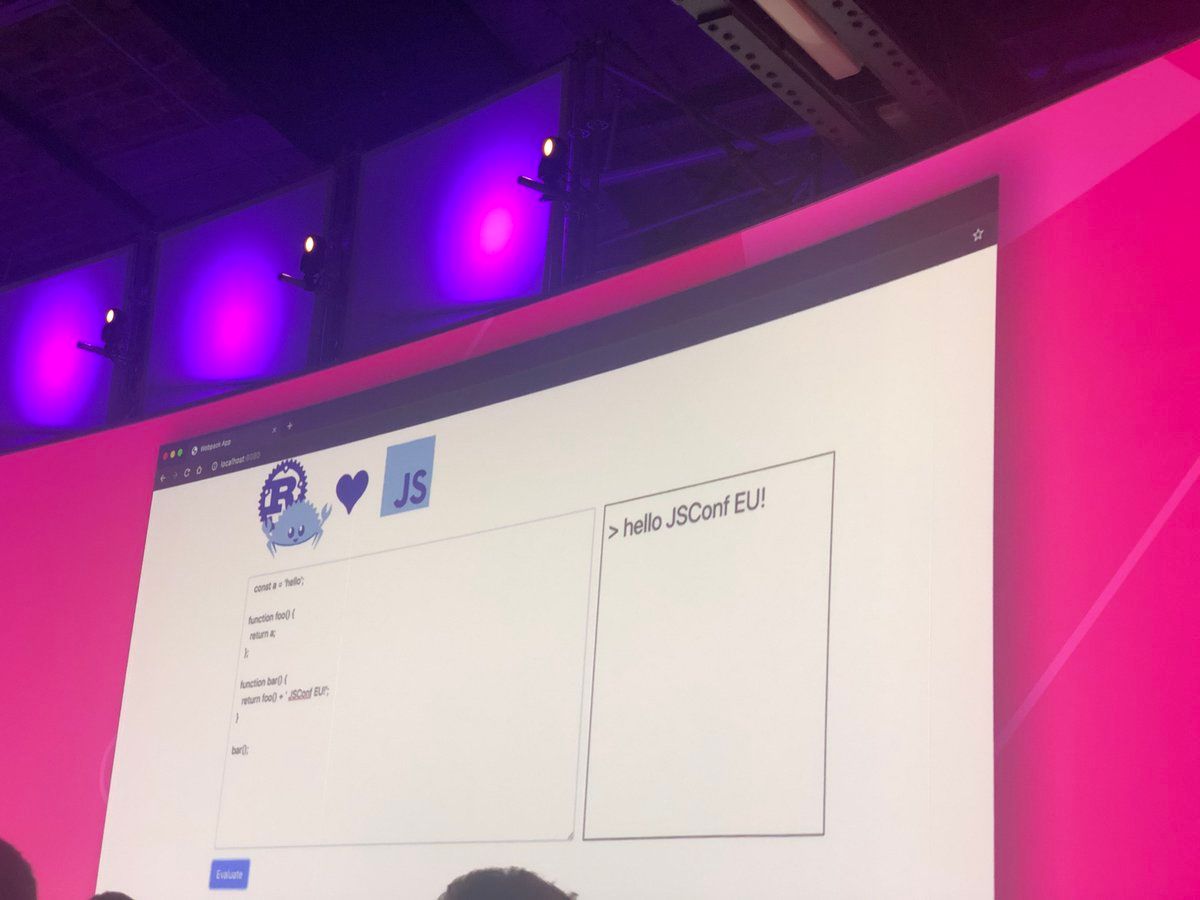 Webpack App
localhost:8080
R
JS
const a = 'hello';
function foo() {
return a;
};
function bar() {
return foo() + ' JSConf EU!';
}
bar();
Evaluate
> hello JSConf EU!